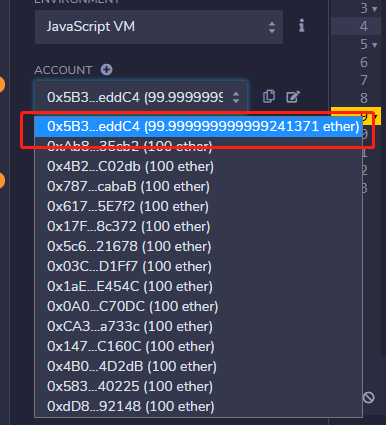 ENVIRONMENT
JavaScript VM
ACCOUNT
0x5B3...eddC4 (99.9999999
0x5B3...eddC4 (99.999999999999241371 ether)
0xAb8...35cb2 (100 ether)
0x4B2...C02db (100 ether)
0x787...cabaB (100 ether)
0x617...5E7f2 (100 ether)
0x17F...8c372 (100 ether)
0x5c6...21678 (100 ether)
0x03C...D1Ff7 (100 ether)
0x1aE...E454C (100 ether)
0x0A0...C70DC (100 ether)
0xCA3...a733c (100 ether)
0x147...C160C (100 ether)
0x4B0...4D2dB (100 ether)
0x583...40225 (100 ether)
0xdD8...92148 (100 ether)
3
4
5
6
7
8
9
0
1
2
3